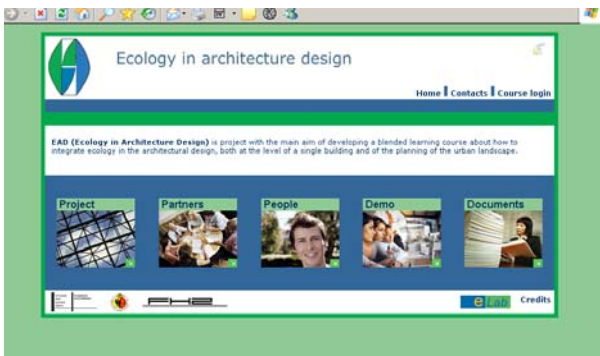 Ecology in architecture design
Home Contacts Course login
EAD (Ecology in Architecture Design) is project with the main aim of developing a blended learning course about how to
integrate ecology in the architectural design, both at the level of a single building and of the planning of the urban landscape.
Project Partners People Demo Documents
eLab Credits